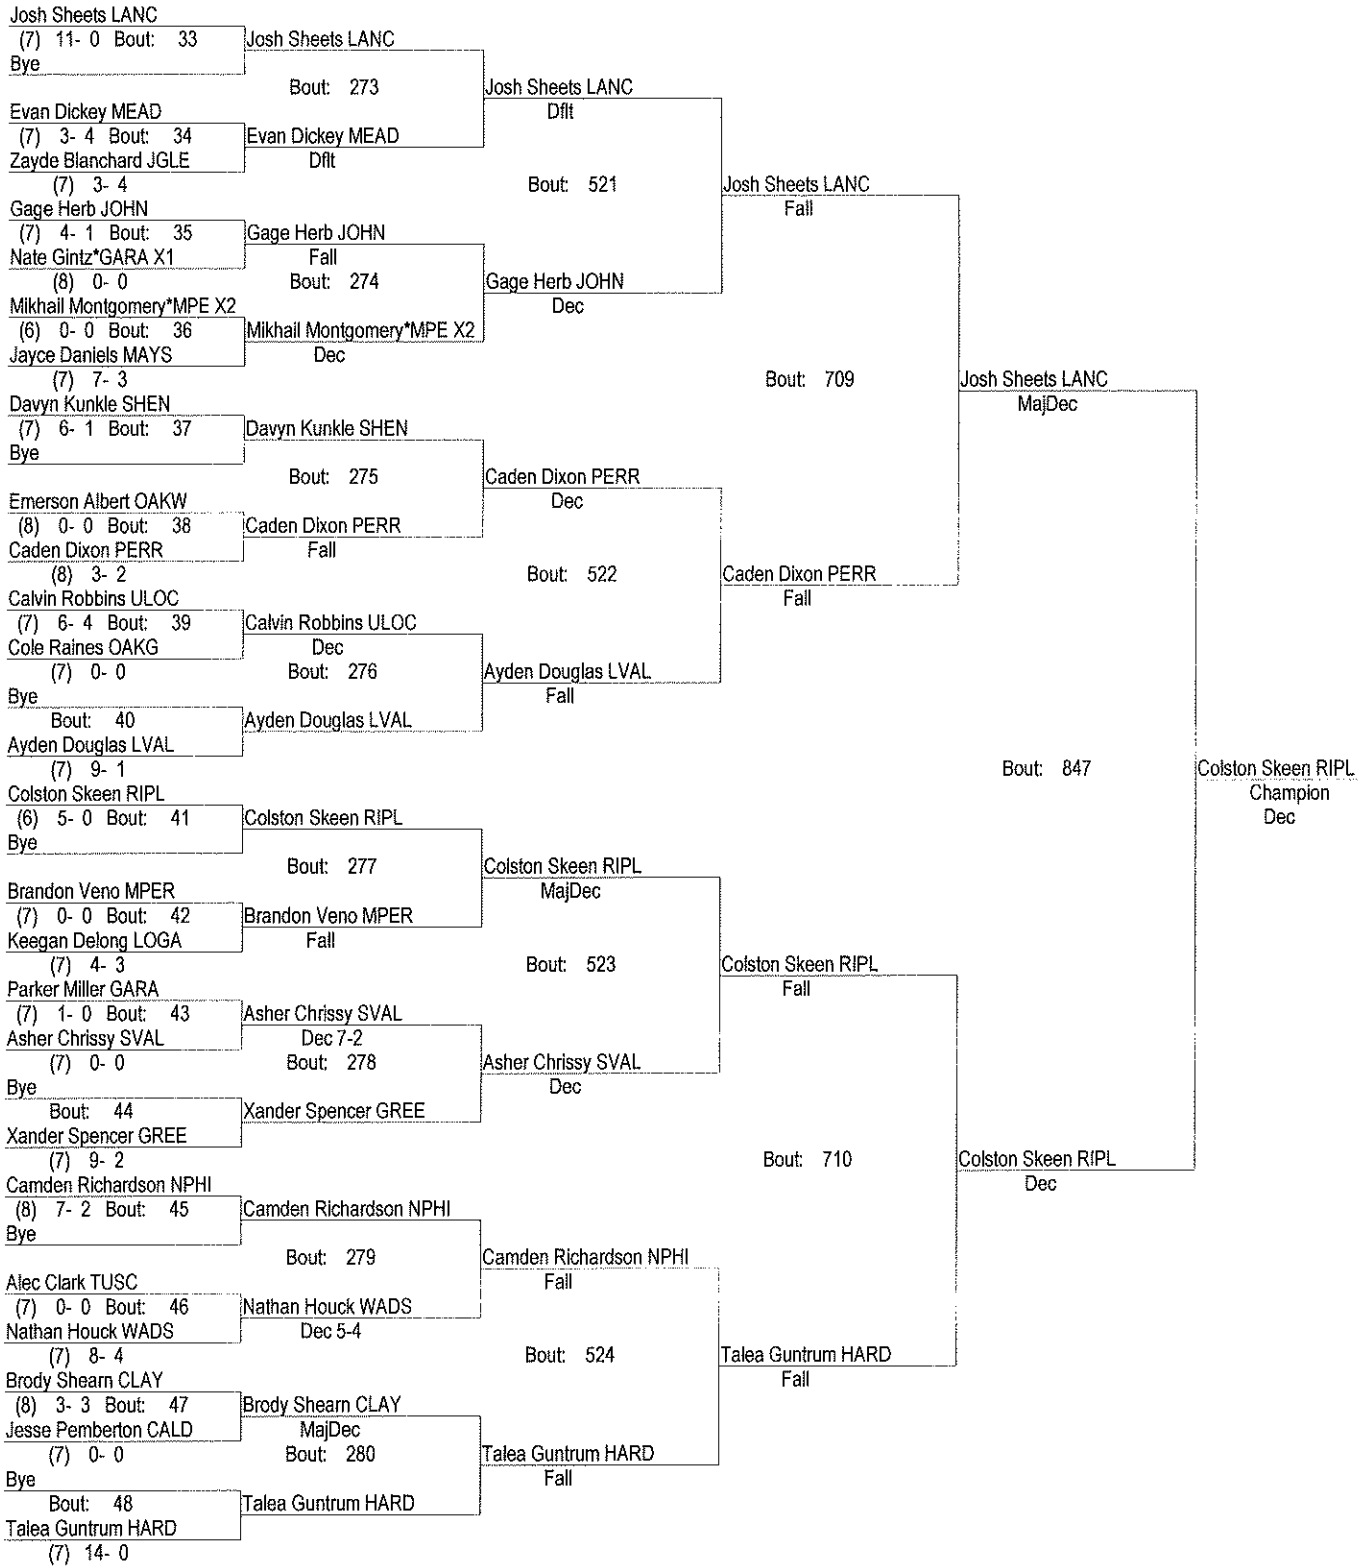 Josh Sheets LANC
(7) 11- 0 Bout: 33
Bye
Josh Sheets LANC
Bout: 273
Evan Dickey MEAD
(7) 3- 4 Bout: 34
Zayde Blanchard JGLE
(7) 3- 4
Evan Dickey MEAD
Dflt
Josh Sheets LANC
Dflt
Bout: 521
Gage Herb JOHN
(7) 4- 1 Bout: 35
Nate Gintz*GARA X1
(8) 0- 0
Gage Herb JOHN
Fall
Bout: 274
Mikhail Montgomery*MPE X2
(6) 0- 0 Bout: 36
Jayce Daniels MAYS
(7) 7- 3
Mikhail Montgomery*MPE X2
Dec
Gage Herb JOHN
Dec
Josh Sheets LANC
Fall
Bout: 709
Davyn Kunkle SHEN
(7) 6- 1 Bout: 37
Bye
Davyn Kunkle SHEN
Bout: 275
Emerson Albert OAKW
(8) 0- 0 Bout: 38
Caden Dixon PERR
(8) 3- 2
Caden Dixon PERR
Fall
Caden Dixon PERR
Dec
Bout: 522
Calvin Robbins ULOC
(7) 6- 4 Bout: 39
Cole Raines OAKG
(7) 0- 0
Calvin Robbins ULOC
Dec
Bout: 276
Bye
Bout: 40
Ayden Douglas LVAL
(7) 9- 1
Ayden Douglas LVAL
Ayden Douglas LVAL
Fall
Caden Dixon PERR
Fall
Josh Sheets LANC
MajDec
Bout: 847
Colston Skeen RIPL
Champion
Dec
Colston Skeen RIPL
(6) 5- 0 Bout: 41
Bye
Colston Skeen RIPL
Bout: 277
Brandon Veno MPER
(7) 0- 0 Bout: 42
Keegan Delong LOGA
(7) 4- 3
Brandon Veno MPER
Fall
Colston Skeen RIPL
MajDec
Bout: 523
Parker Miller GARA
(7) 1- 0 Bout: 43
Asher Chrissy SVAL
(7) 0- 0
Asher Chrissy SVAL
Dec 7-2
Bout: 278
Bye
Bout: 44
Xander Spencer GREE
(7) 9- 2
Xander Spencer GREE
Asher Chrissy SVAL
Dec
Colston Skeen RIPL
Fall
Bout: 710
Colston Skeen RIPL
Dec
Camden Richardson NPHI
(8) 7- 2 Bout: 45
Bye
Camden Richardson NPHI
Bout: 279
Alec Clark TUSC
(7) 0- 0 Bout: 46
Nathan Houck WADS
(7) 8- 4
Nathan Houck WADS
Dec 5-4
Camden Richardson NPHI
Fall
Bout: 524
Brody Shearn CLAY
(8) 3- 3 Bout: 47
Jesse Pemberton CALD
(7) 0- 0
Brody Shearn CLAY
MajDec
Bout: 280
Bye
Bout: 48
Talea Guntrum HARD
(7) 14- 0
Talea Guntrum HARD
Talea Guntrum HARD
Fall
Talea Guntrum HARD
Fall